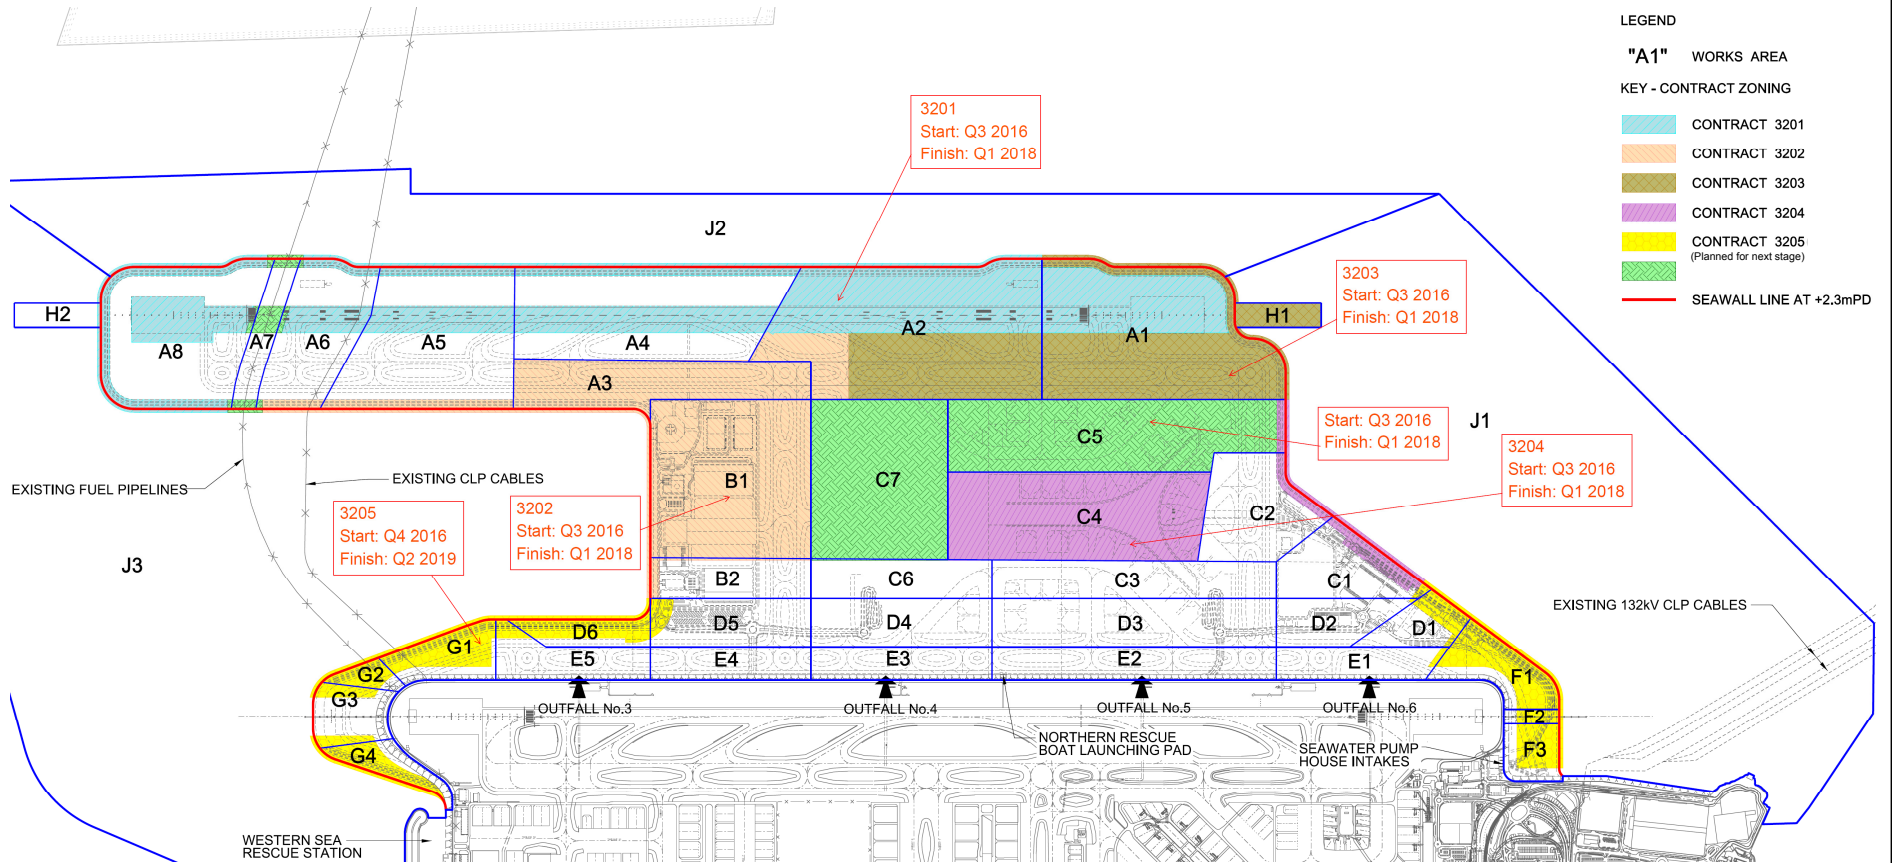 LEGEND
"A1" WORKS AREA
KEY - CONTRACT ZONING
CONTRACT 3201
CONTRACT 3202
CONTRACT 3203
CONTRACT 3204
CONTRACT 3205
(Planned for next stage)
SEAWALL LINE AT +2.3mPD
3201
Start: Q3 2016
Finish: Q1 2018
J2
3203
Start: Q3 2016
Finish: Q1 2018
H2
H1
A8
A7
A6
A5
A4
A2
A1
A3
Start: Q3 2016
Finish: Q1 2018
J1
C5
3204
Start: Q3 2016
Finish: Q1 2018
B1
C7
C4
C2
EXISTING FUEL PIPELINES
EXISTING CLP CABLES
3205
Start: Q4 2016
Finish: Q2 2019
3202
Start: Q3 2016
Finish: Q1 2018
J3
B2
C6
C3
C1
EXISTING 132kV CLP CABLES
G1
D6
D5
D4
D3
D2
D1
G2
E5
E4
E3
E2
E1
F1
G3
OUTFALL No.3
OUTFALL No.4
OUTFALL No.5
OUTFALL No.6
F2
G4
NORTHERN RESCUE
BOAT LAUNCHING PAD
SEAWATER PUMP
HOUSE INTAKES
F3
WESTERN SEA
RESCUE STATION